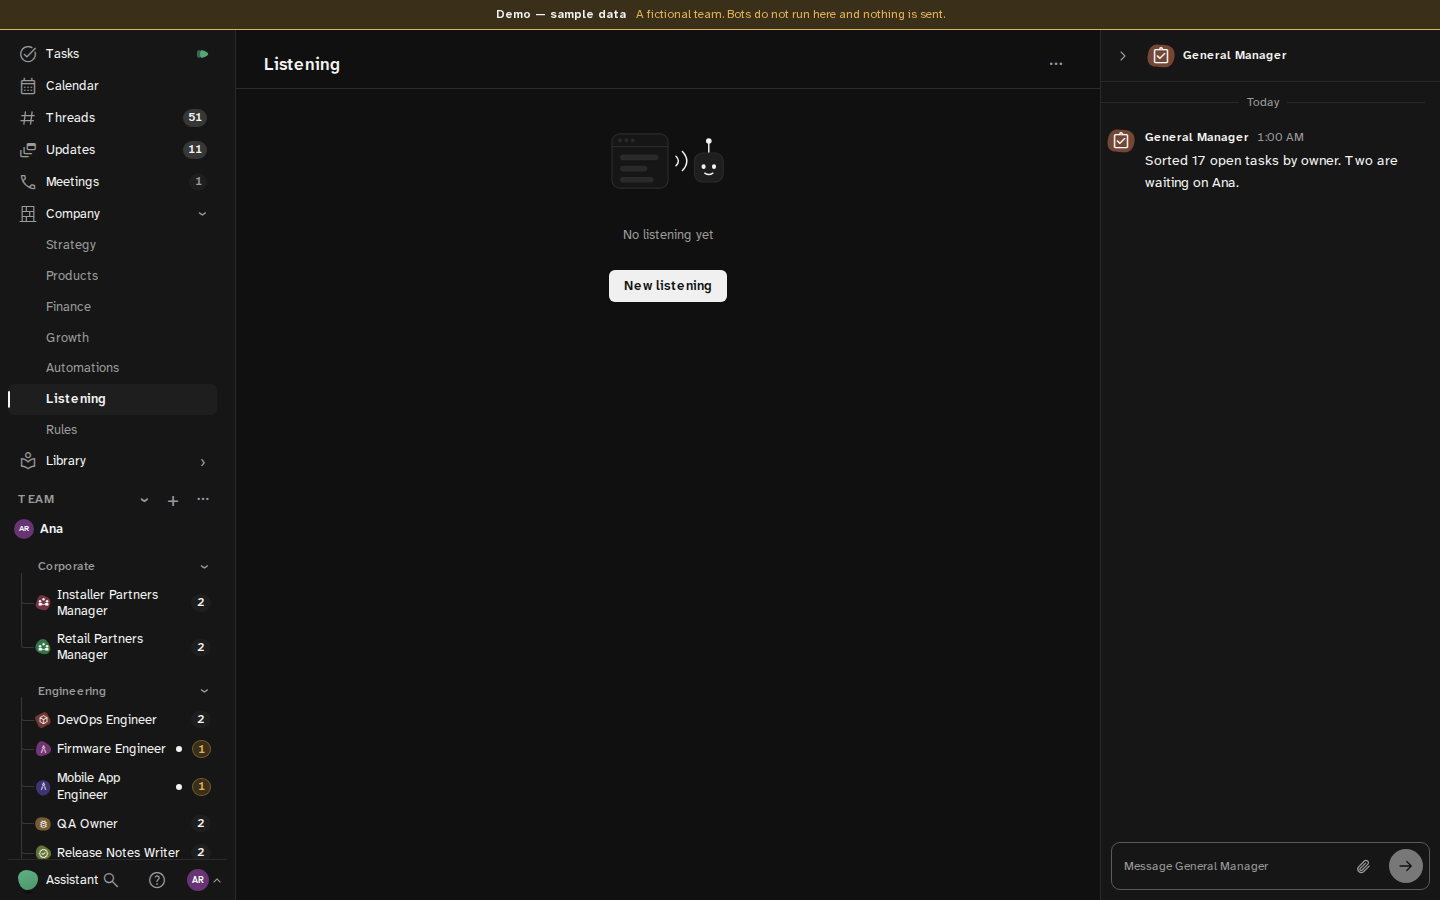 Demo — sample data A fictional team. Bots do not run here and nothing is sent.
Tasks
Calendar
Threads 51
Updates 11
Meetings 1
Company
Strategy
Products
Finance
Growth
Automations
Listening
Rules
Library
TEAM
AR Ana
Corporate
Installer Partners Manager 2
Retail Partners Manager 2
Engineering
DevOps Engineer 2
Firmware Engineer 1
Mobile App Engineer 1
QA Owner 2
Release Notes Writer 2
Assistant AR
Listening
No listening yet
New listening
General Manager
Today
General Manager 1:00 AM
Sorted 17 open tasks by owner. Two are
waiting on Ana.
Message General Manager